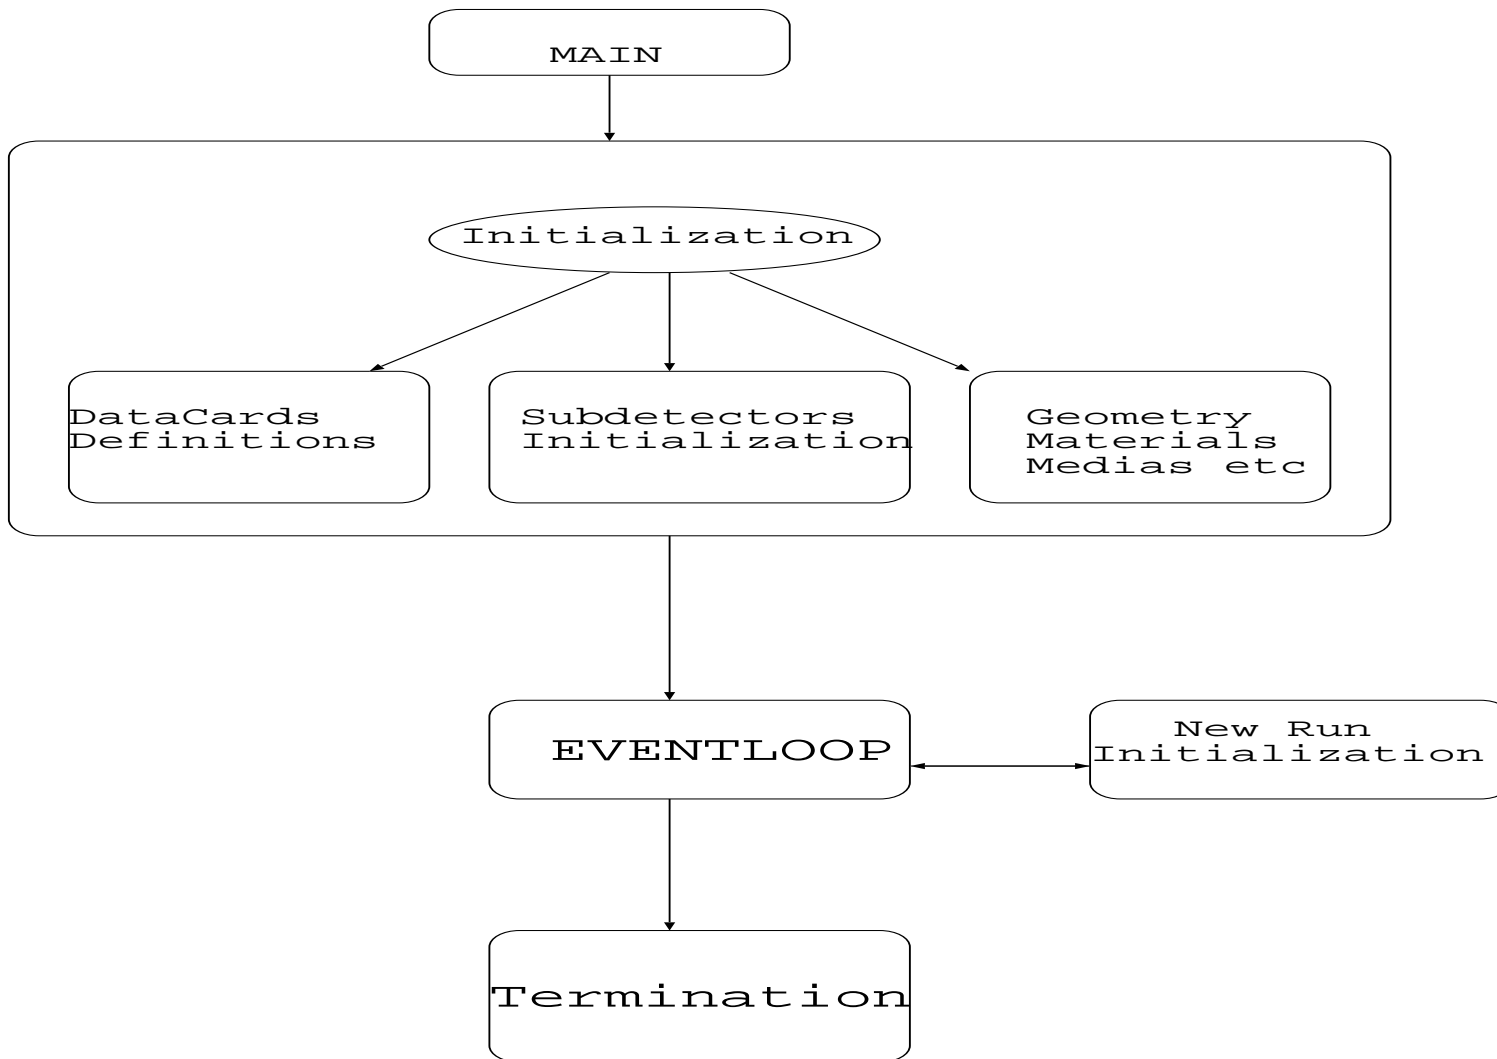 MAIN
Initialization
DataCards
Definitions
Subdetectors
Initialization
Geometry
Materials
Medias etc
EVENTLOOP
New Run
Initialization
Termination